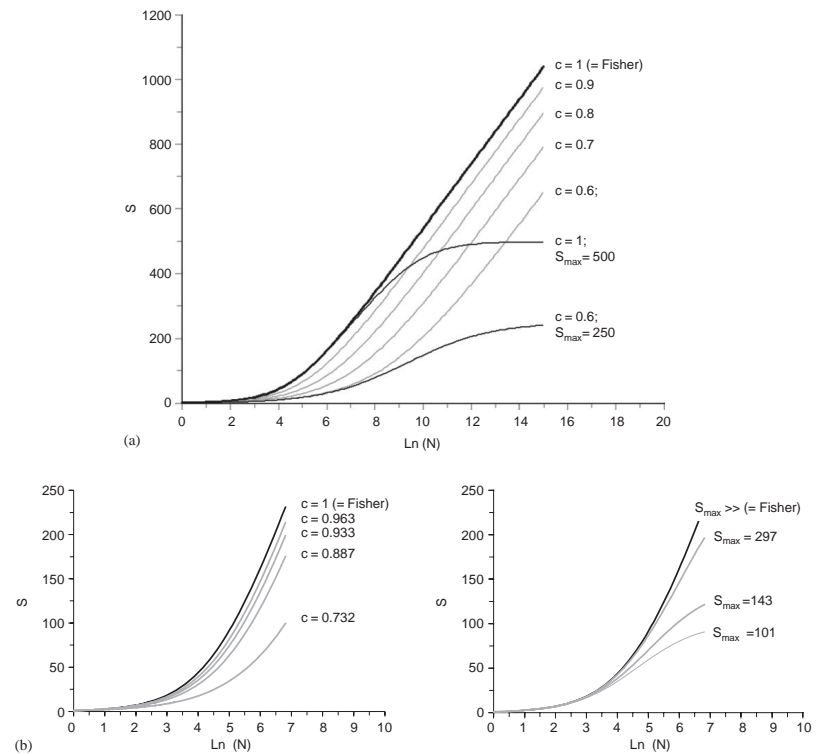 1200
1000
800
600
400
200
0
S
0 2 4 6 8 10 12 14 16 18 20
Ln (N)
c = 1 (= Fisher)
c = 0.9
c = 0.8
c = 0.7
c = 0.6;
c = 1;
Smax= 500
c = 0.6;
Smax= 250
(a)
250
200
150
100
50
0
S
0 1 2 3 4 5 6 7 8 9 10
Ln (N)
c = 1 (= Fisher)
c = 0.963
c = 0.933
c = 0.887
c = 0.732
(b)
250
200
150
100
50
0
S
0 1 2 3 4 5 6 7 8 9 10
Ln (N)
Smax >> (= Fisher)
Smax = 297
Smax =143
Smax =101